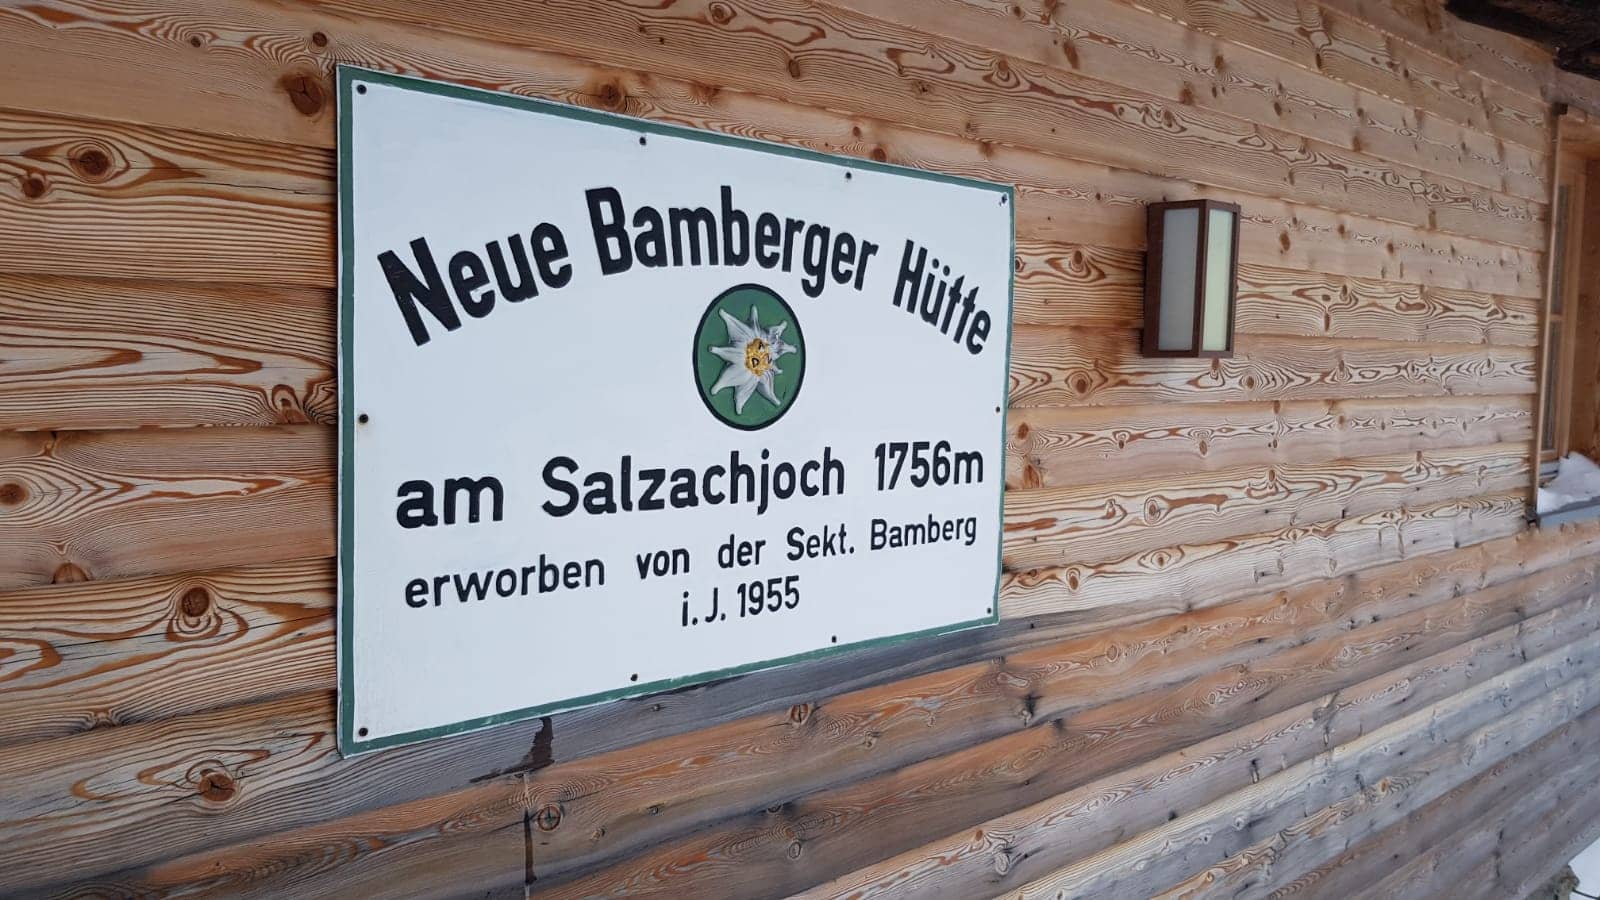 Neue Bamberger Hütte
am Salzachjoch 1756m
erworben von der Sekt. Bamberg
i. J. 1955